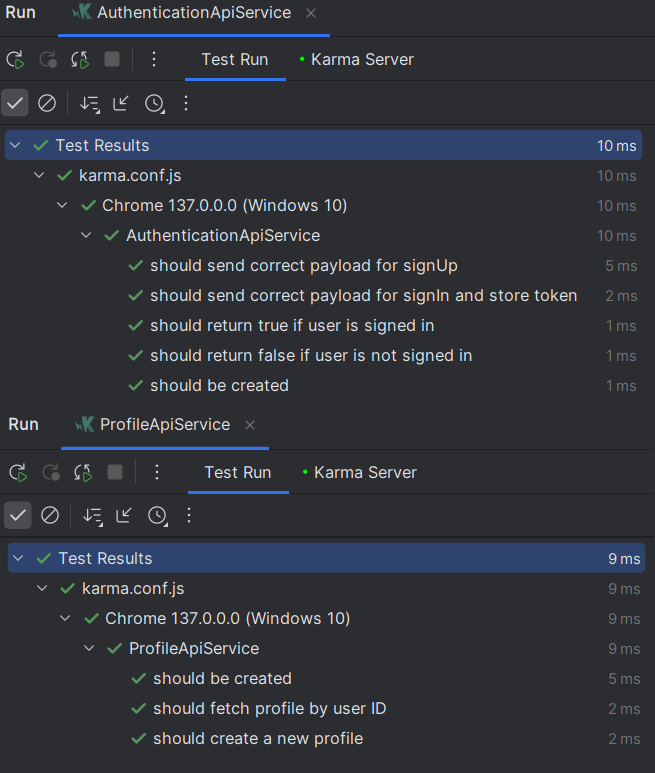 Run AuthenticationApiService
Test Run Karma Server
Test Results 10 ms
karma.conf.js 10 ms
Chrome 137.0.0.0 (Windows 10) 10 ms
AuthenticationApiService 10 ms
should send correct payload for signUp 5 ms
should send correct payload for signIn and store token 2 ms
should return true if user is signed in 1 ms
should return false if user is not signed in 1 ms
should be created 1 ms
Run ProfileApiService
Test Run Karma Server
Test Results 9 ms
karma.conf.js 9 ms
Chrome 137.0.0.0 (Windows 10) 9 ms
ProfileApiService 9 ms
should be created 5 ms
should fetch profile by user ID 2 ms
should create a new profile 2 ms